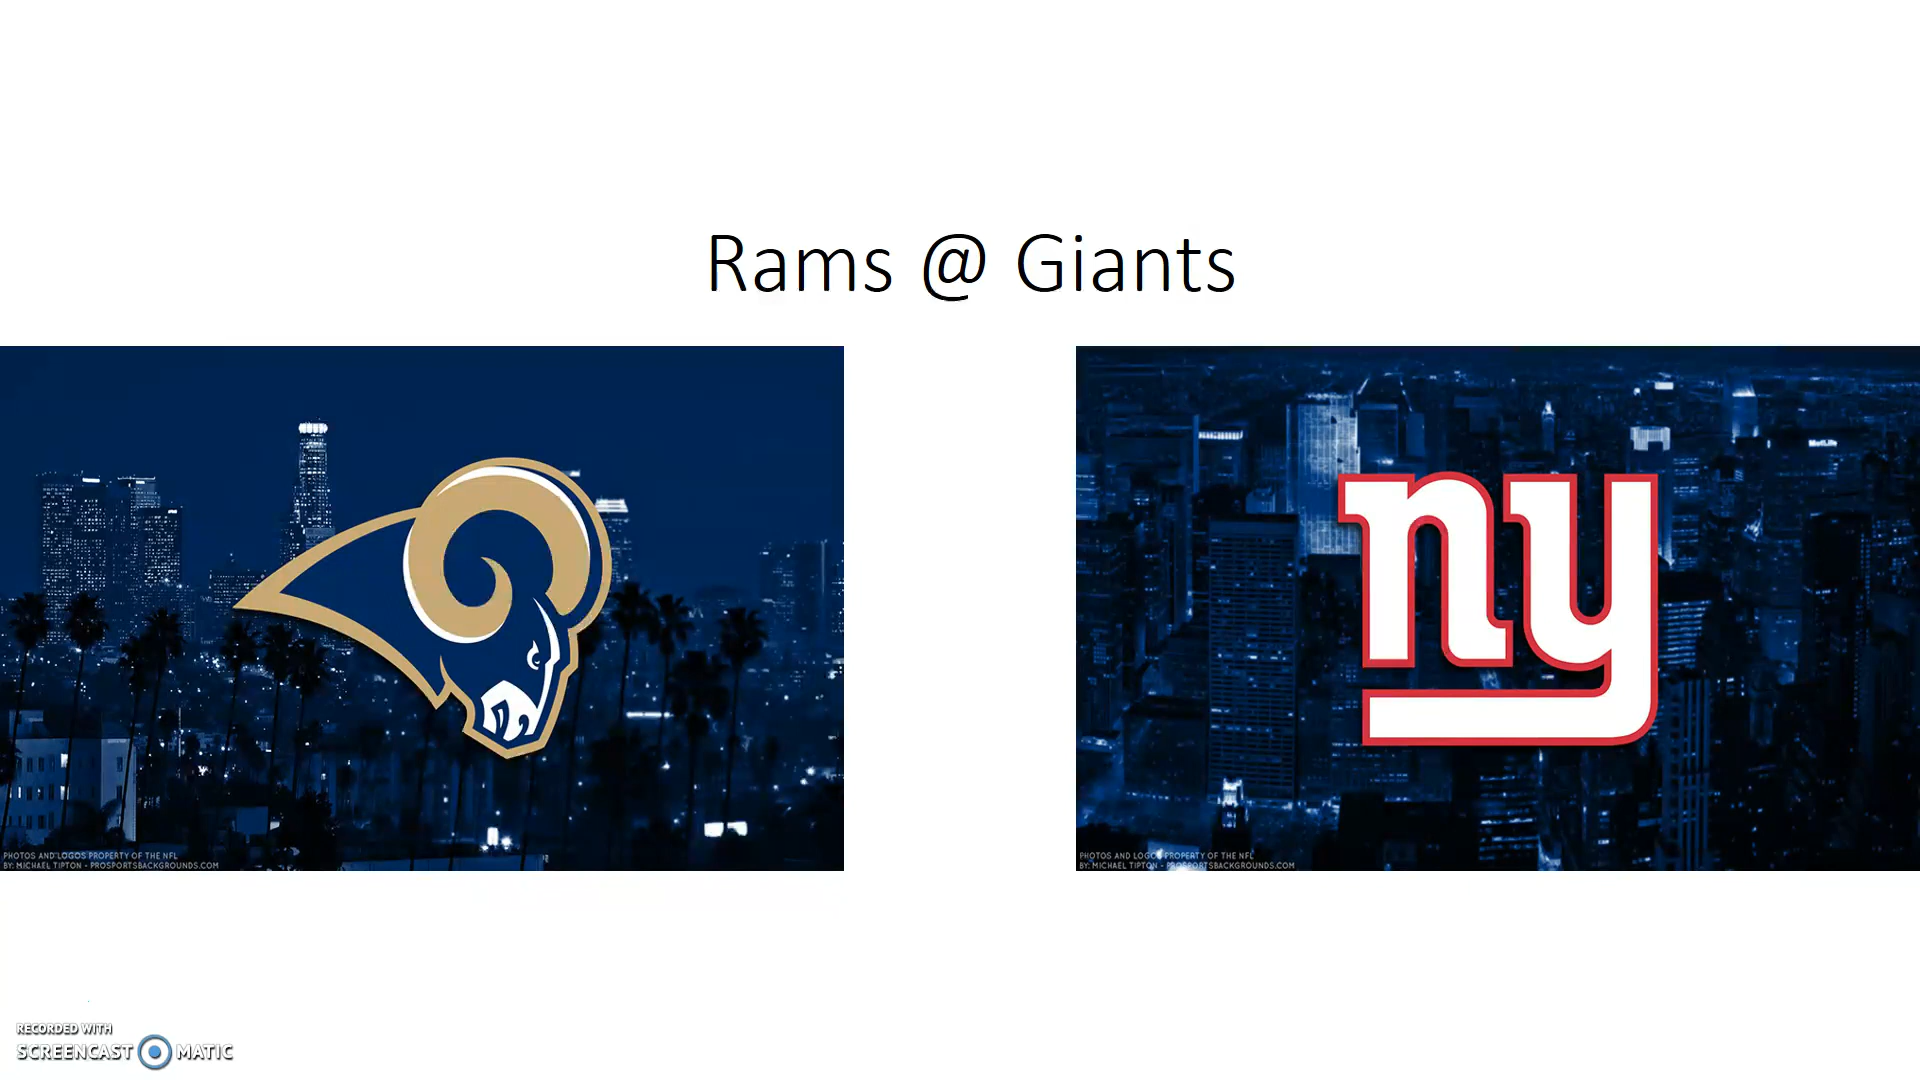 Rams @ Giants
ny
MetLife
PHOTOS AND LOGOS PROPERTY OF THE NFL
BY: MICHAEL TIPTON - PROSPORTSBACKGROUNDS.COM
PHOTOS AND LOGOS PROPERTY OF THE NFL
BY: MICHAEL TIPTON - PROSPORTSBACKGROUNDS.COM
RECORDED WITH
SCREENCAST MATIC